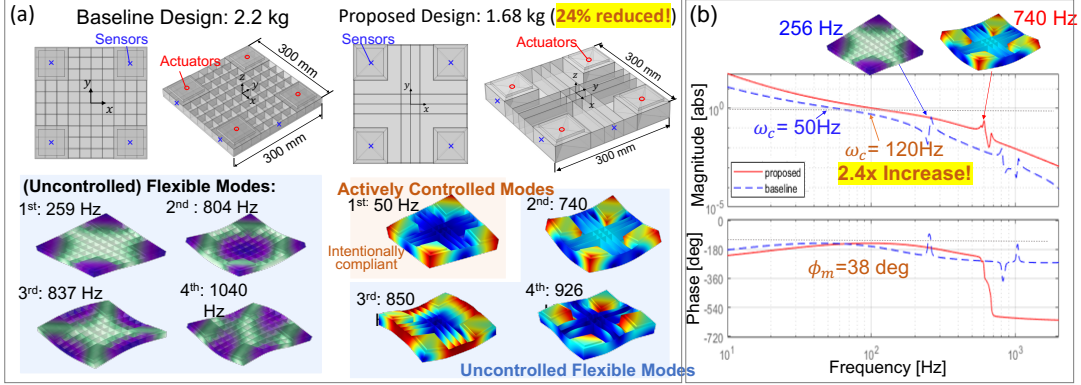 (a)
Baseline Design: 2.2 kg
Proposed Design: 1.68 kg (24% reduced!)
Sensors
Actuators
y
x
z
y
x
300 mm
300 mm
Sensors
Actuators
y
x
z
y
x
300 mm
300 mm
(Uncontrolled) Flexible Modes:
1st: 259 Hz
2nd : 804 Hz
3rd: 837 Hz
4th: 1040
Hz
Actively Controlled Modes
1st: 50 Hz
Intentionally
compliant
2nd: 740
3rd: 850
4th: 926
Uncontrolled Flexible Modes
(b)
256 Hz
740 Hz
Magnitude [abs]
10^0
10^-5
ω_c = 50Hz
ω_c = 120Hz
2.4x Increase!
proposed
baseline
Phase [deg]
0
-180
-360
-540
-720
ϕ_m=38 deg
10^1
10^2
10^3
Frequency [Hz]